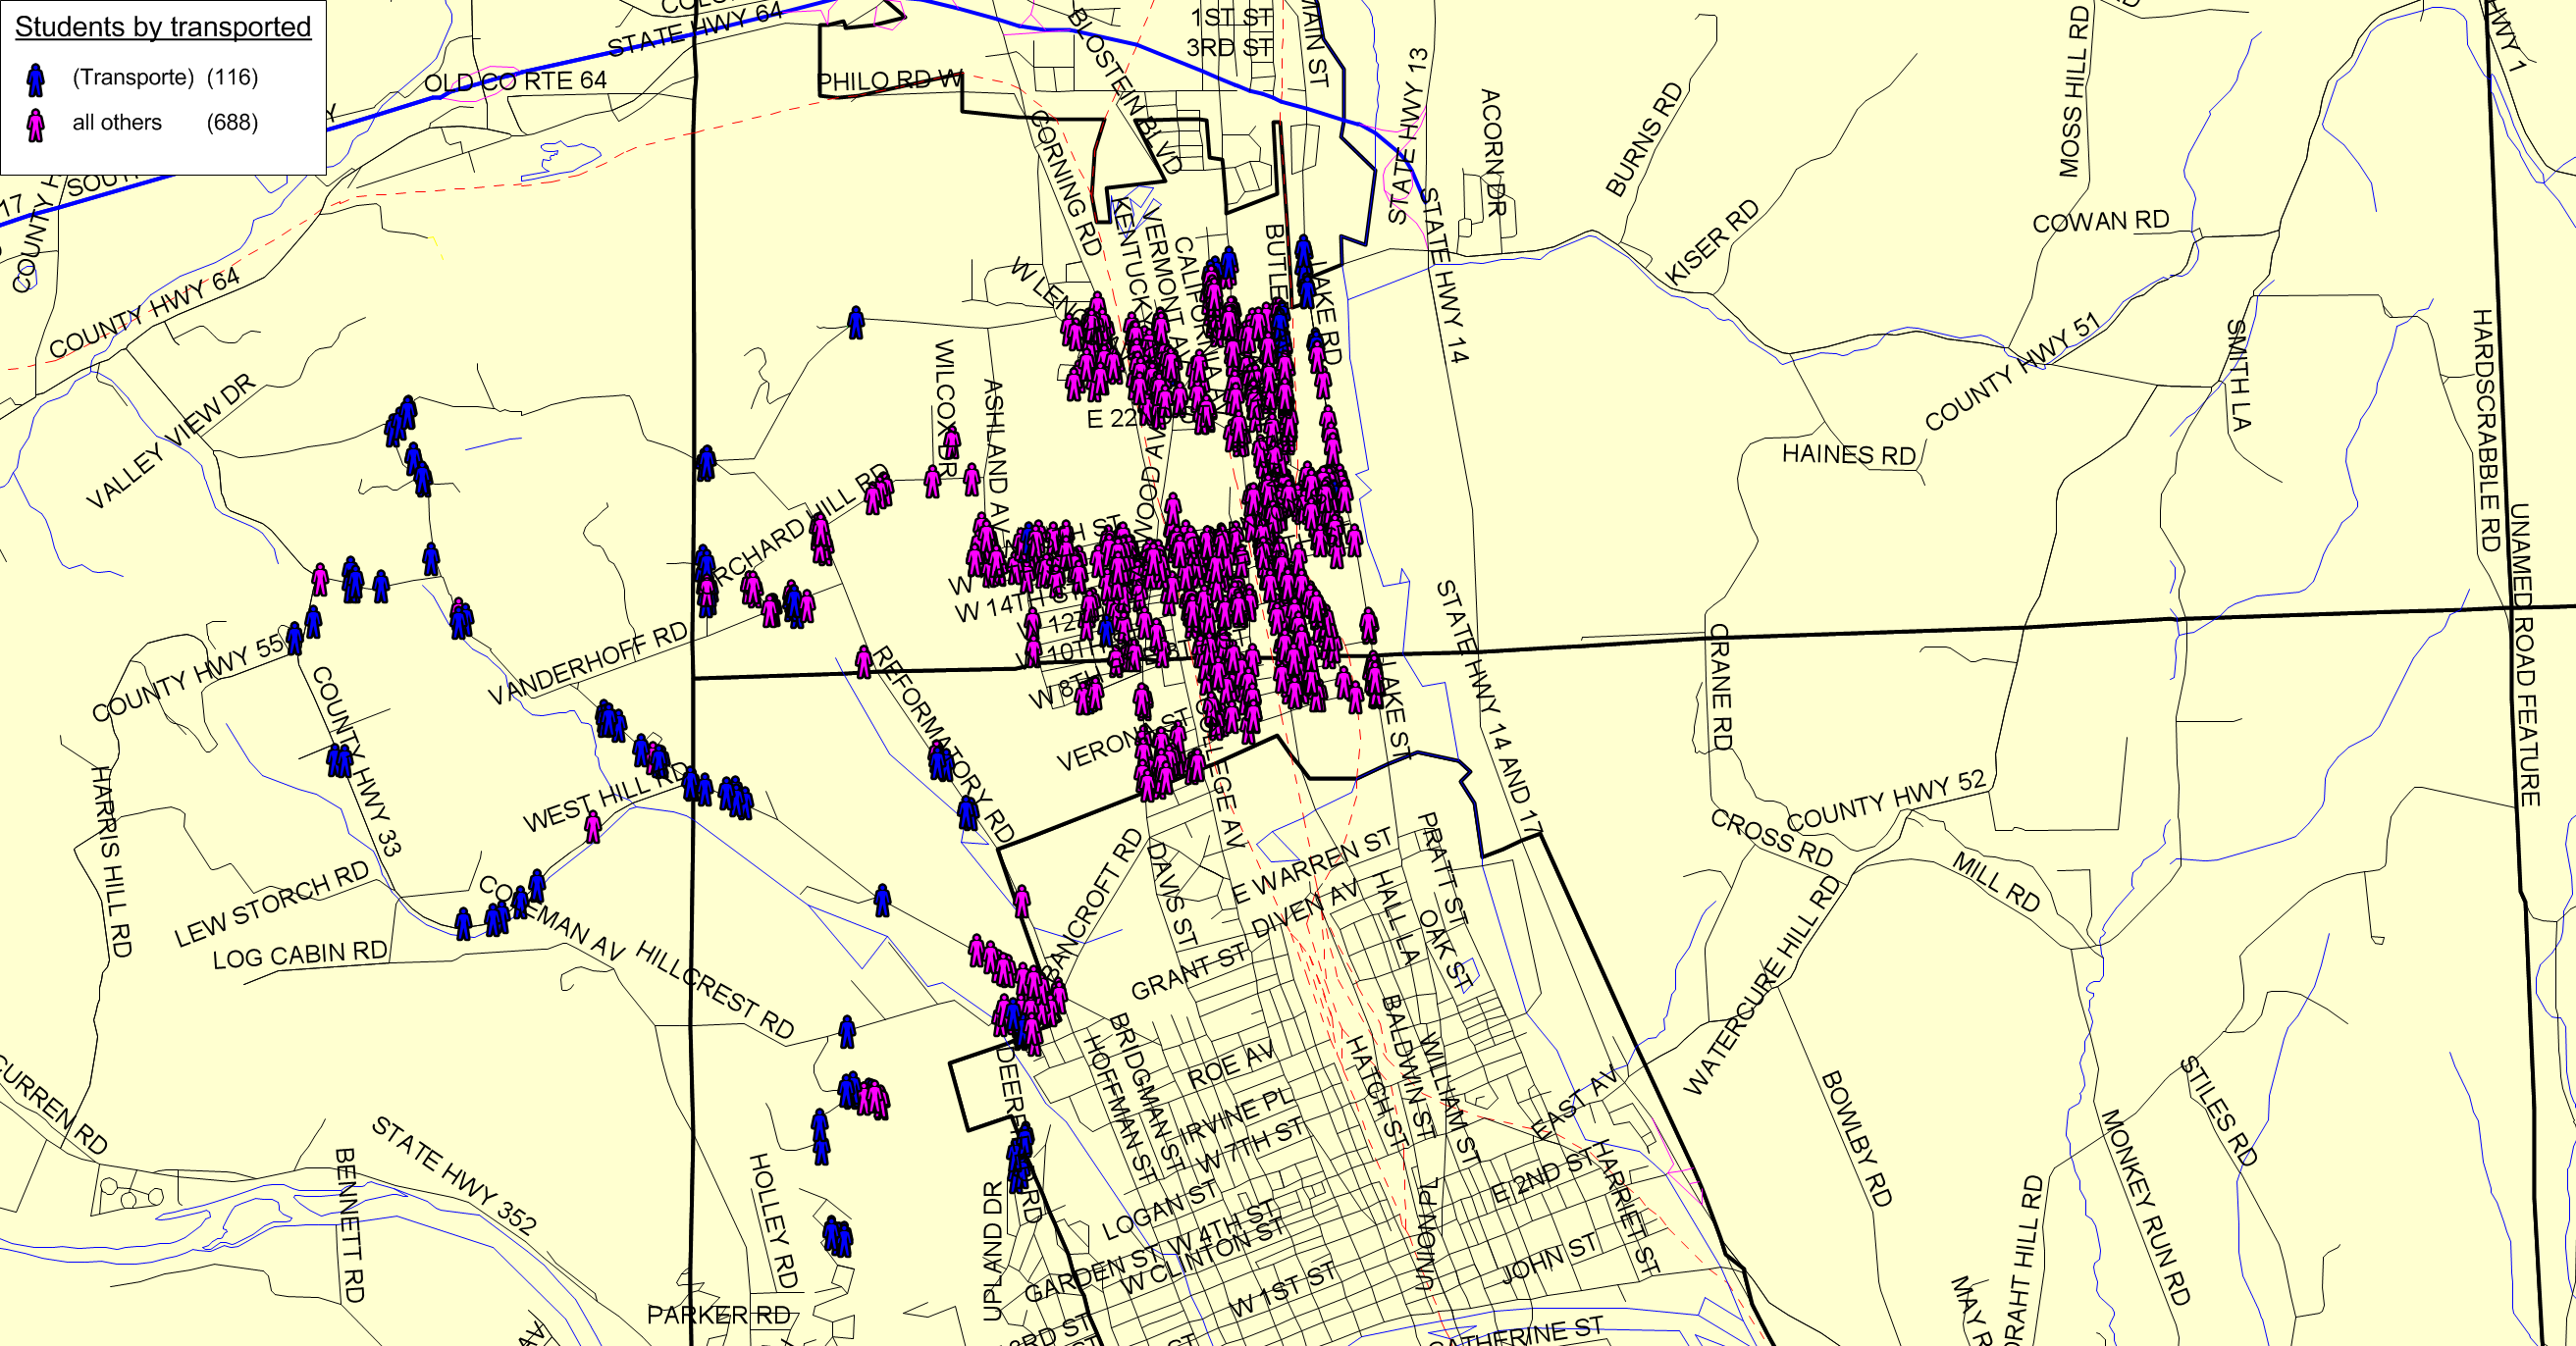 Students by transported
(Transporte) (116)
all others (688)
STATE HWY 64
OLD CO RTE 64
PHILO RD W
BLOSTEIN BLVD
1ST ST
3RD ST
MAIN ST
STATE HWY 13
ACORN DR
BURNS RD
MOSS HILL RD
HWY 1
17
COUNTY HWY 64
CORNING RD
KISER RD
COWAN RD
STATE HWY 14
LAKE RD
VERMONT AV
CALIFORNIA AV
VALLEY VIEW DR
WILCOX DR
ASHLAND AV
E 22
COUNTY HWY 51
SMITH LA
HARDSCRABBLE RD
HAINES RD
UNAMED ROAD FEATURE
W 14TH ST
W 10TH
W 8TH
COUNTY HWY 55
VANDERHOFF RD
COUNTY HWY 33
REFORMATORY RD
LAKE ST
STATE HWY 14 AND 17
CRANE RD
WEST HILL RD
HARRIS HILL RD
COLLEGE AV
COUNTY HWY 52
CROSS RD
MILL RD
LEW STORCH RD
LOG CABIN RD
COLEMAN AV
HILLCREST RD
BANCROFT RD
DAVIS ST
E WARREN ST
DIVEN AV
GRANT ST
HALL LA
PRATT ST
OAK ST
WATERCURE HILL RD
BRIDGMAN ST
HOFFMAN ST
ROE AV
IRVINE PL
W 7TH ST
HATCH ST
BALDWIN ST
WILLIAM ST
EAST AV
BOWLBY RD
STILES RD
MONKEY RUN RD
STATE HWY 352
BENNETT RD
HOLLEY RD
UPLAND DR
LOGAN ST
W 4TH ST
GARDEN ST
W CLINTON ST
W 1ST ST
UNION PL
E 2ND ST
HARRIET ST
JOHN ST
PARKER RD